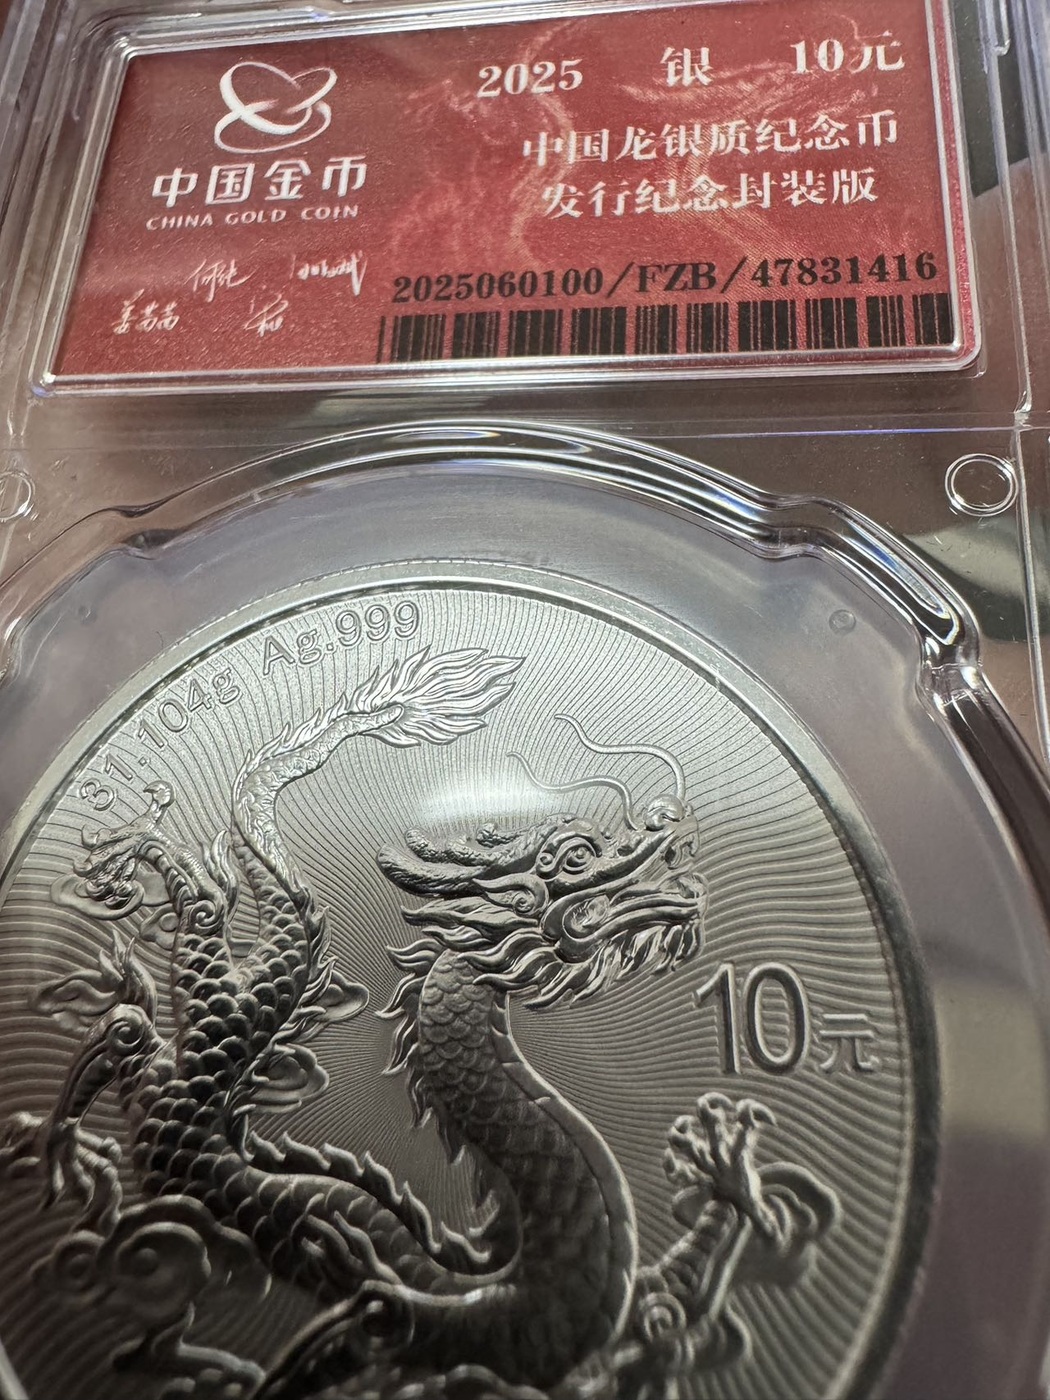 中国金币
CHINA GOLD COIN
2025 银 10元
中国龙银质纪念币
发行纪念封装版
2025060100/FZB/47831416
31.104g Ag.999
10元